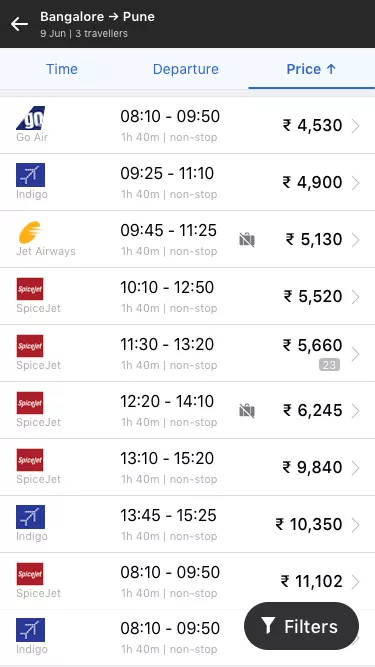 Bangalore → Pune
9 Jun | 3 travellers
Time Departure Price ↑
go
08:10 - 09:50
₹ 4,530
Go Air
1h 40m | non-stop
09:25 - 11:10
₹ 4,900
Indigo
1h 40m | non-stop
09:45 - 11:25
₹ 5,130
Jet Airways
1h 40m | non-stop
SpiceJet
10:10 - 12:50
₹ 5,520
SpiceJet
1h 40m | non-stop
SpiceJet
11:30 - 13:20
₹ 5,660
SpiceJet
1h 40m | non-stop
23
SpiceJet
12:20 - 14:10
₹ 6,245
SpiceJet
1h 40m | non-stop
SpiceJet
13:10 - 15:20
₹ 9,840
SpiceJet
1h 40m | non-stop
13:45 - 15:25
₹ 10,350
Indigo
1h 40m | non-stop
SpiceJet
08:10 - 09:50
₹ 11,102
SpiceJet
1h 40m | non-stop
08:10 - 09:50
Indigo
1h 40m | non-stop
Filters